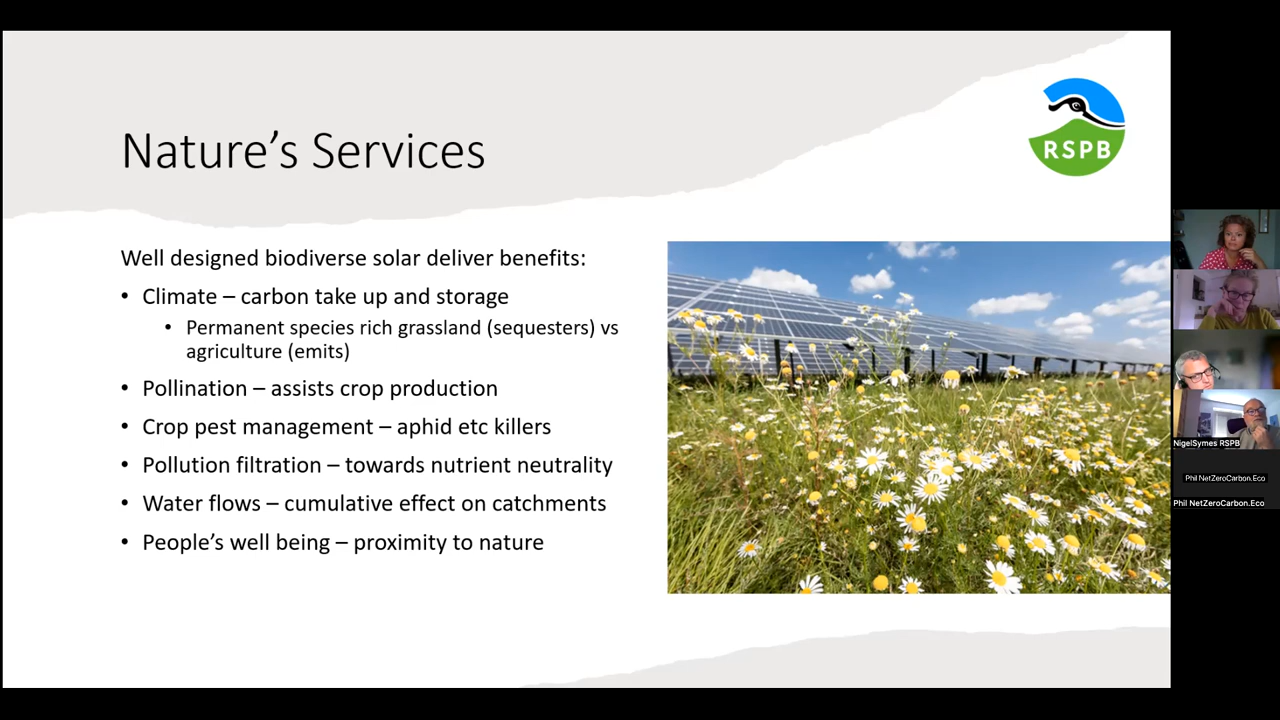 Nature's Services
RSPB
Well designed biodiverse solar deliver benefits:
• Climate – carbon take up and storage
• Permanent species rich grassland (sequesters) vs
agriculture (emits)
• Pollination – assists crop production
• Crop pest management – aphid etc killers
• Pollution filtration – towards nutrient neutrality
• Water flows – cumulative effect on catchments
• People's well being – proximity to nature
NigelSymes RSPB
Phil NetZeroCarbon.Eco
Phil NetZeroCarbon.Eco